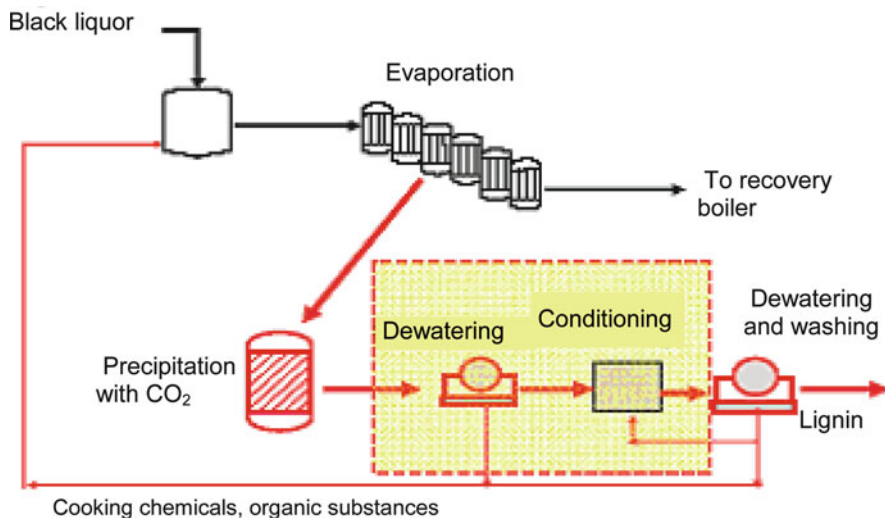 Black liquor
Evaporation
To recovery
boiler
Dewatering
Conditioning
Dewatering
and washing
Precipitation
with CO₂
Lignin
Cooking chemicals, organic substances